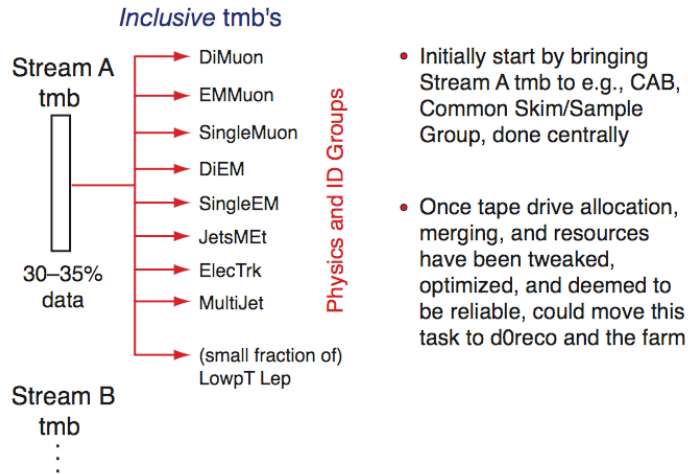 Inclusive tmb's
Stream A
tmb
30–35%
data
DiMuon
EMMuon
SingleMuon
DiEM
SingleEM
JetsMEt
ElecTrk
MultiJet
(small fraction of)
LowpT Lep
Physics and ID Groups
Stream B
tmb
• Initially start by bringing
Stream A tmb to e.g., CAB,
Common Skim/Sample
Group, done centrally
• Once tape drive allocation,
merging, and resources
have been tweaked,
optimized, and deemed to
be reliable, could move this
task to d0reco and the farm